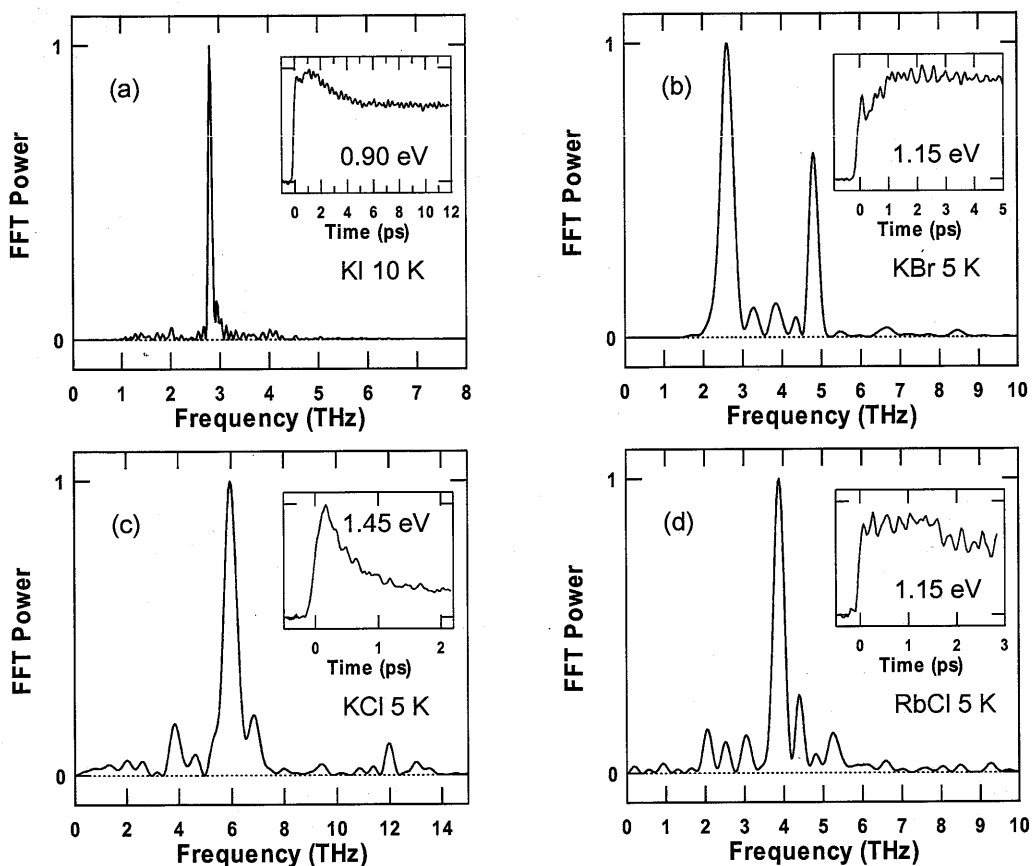 (a)
FFT Power
1
0
0 1 2 3 4 5 6 7 8
Frequency (THz)
0.90 eV
0 2 4 6 8 10 12
Time (ps)
KI 10 K
(b)
FFT Power
1
0
0 1 2 3 4 5 6 7 8 9 10
Frequency (THz)
1.15 eV
0 1 2 3 4 5
Time (ps)
KBr 5 K
(c)
FFT Power
1
0
0 2 4 6 8 10 12 14
Frequency (THz)
1.45 eV
0 1 2
Time (ps)
KCl 5 K
(d)
FFT Power
1
0
0 1 2 3 4 5 6 7 8 9 10
Frequency (THz)
1.15 eV
0 1 2 3
Time (ps)
RbCl 5 K